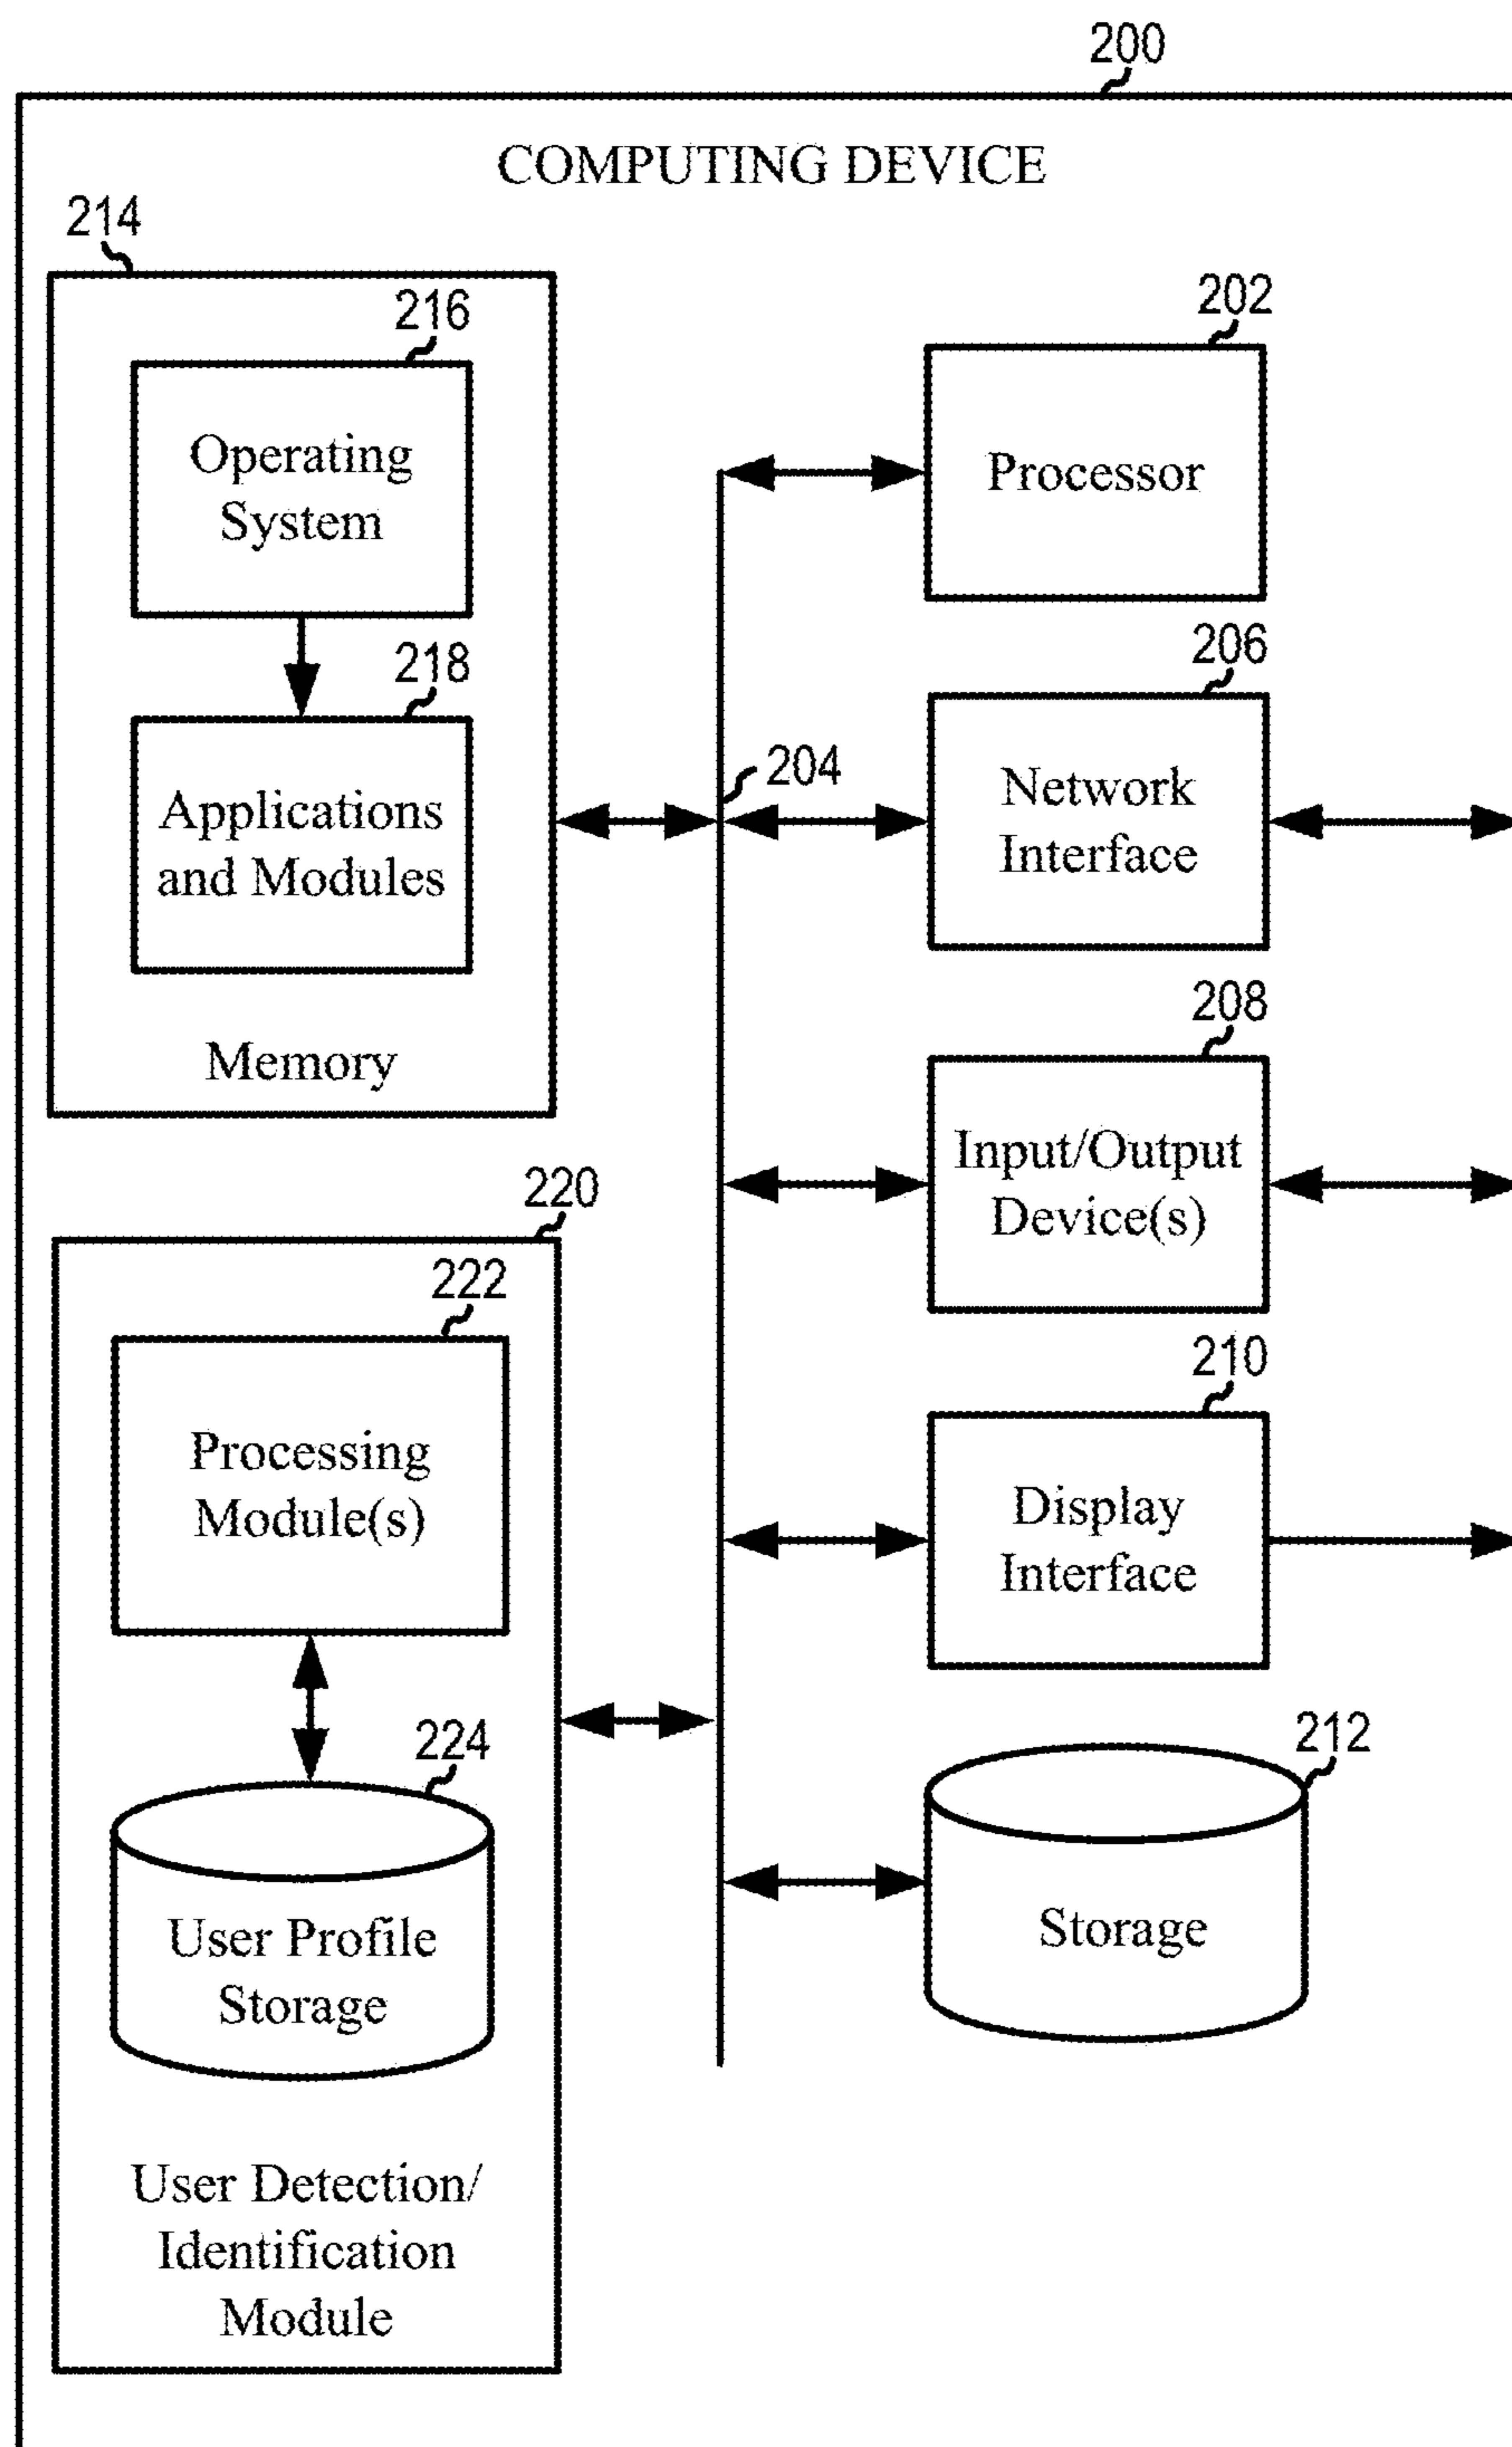 200
COMPUTING DEVICE
214
216
Operating
System
218
Applications
and Modules
Memory
202
Processor
204
206
Network
Interface
208
Input/Output
Device(s)
210
Display
Interface
212
Storage
220
222
Processing
Module(s)
224
User Profile
Storage
User Detection/
Identification
Module